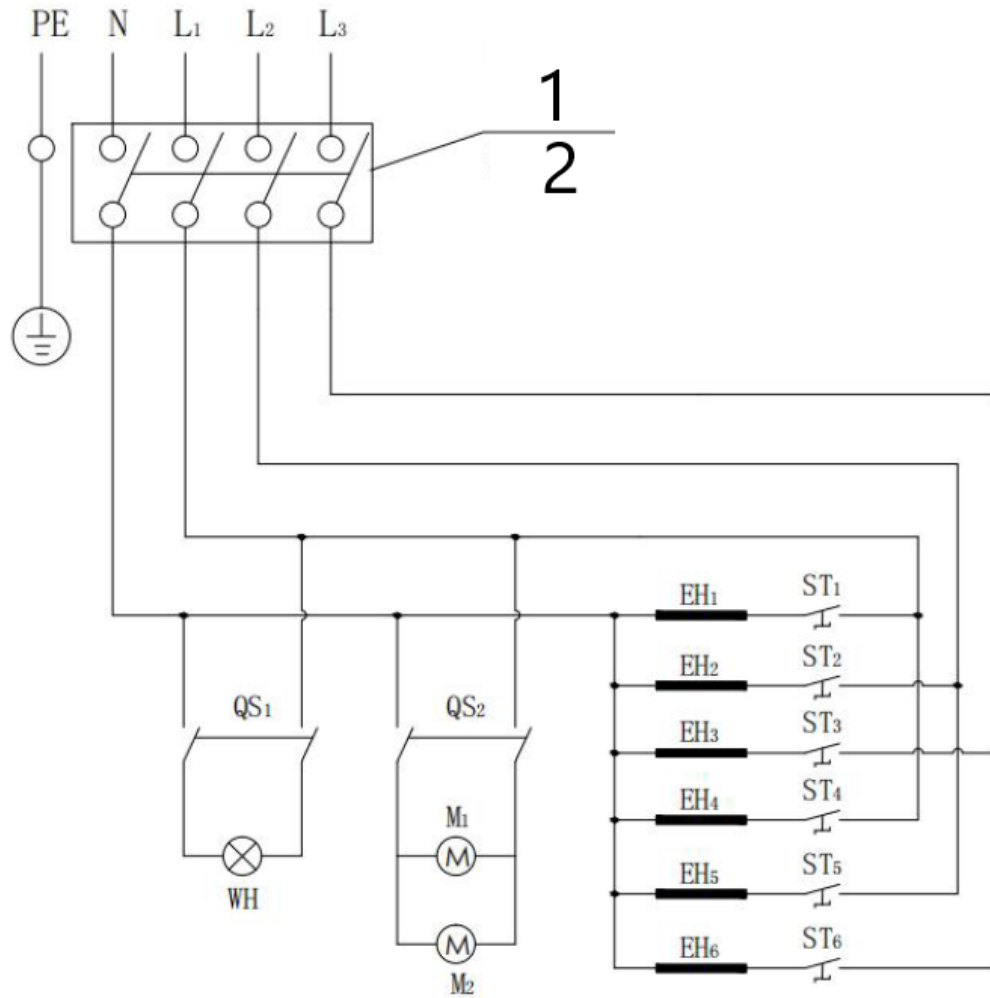 PE N L₁ L₂ L₃
1
2
EH₁ ST₁
EH₂ ST₂
QS₁ QS₂
EH₃ ST₃
EH₄ ST₄
M₁
M
EH₅ ST₅
WH
M
EH₆ ST₆
M₂